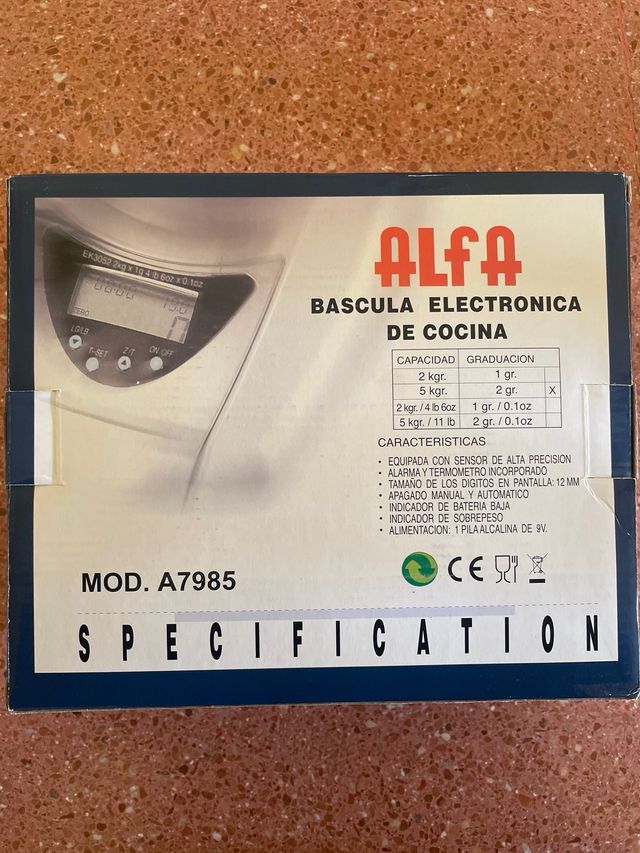 EK3052 2kg x 1g 4 lb 6oz x 0.1oz
ZERO
LG/LB
T-SET
Z/T
ON/OFF
ALFA
BASCULA ELECTRONICA
DE COCINA
CAPACIDAD GRADUACION
2 kgr. 1 gr.
5 kgr. 2 gr. X
2 kgr. / 4 lb 6oz 1 gr. / 0.1oz
5 kgr. / 11 lb 2 gr. / 0.1oz
CARACTERISTICAS
• EQUIPADA CON SENSOR DE ALTA PRECISION
• ALARMA Y TERMOMETRO INCORPORADO
• TAMAÑO DE LOS DIGITOS EN PANTALLA: 12 MM
• APAGADO MANUAL Y AUTOMATICO
• INDICADOR DE BATERIA BAJA
• INDICADOR DE SOBREPESO
• ALIMENTACION: 1 PILA ALCALINA DE 9V.
CE
MOD. A7985
SPECIFICATION